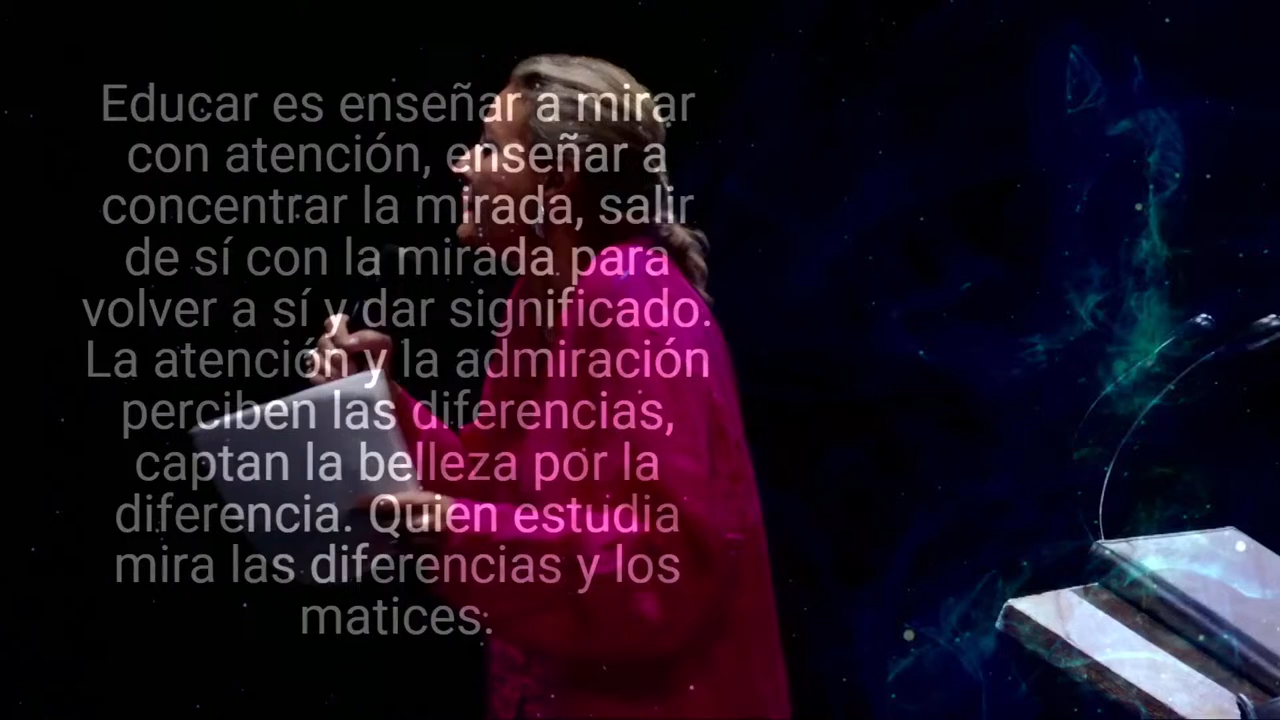 Educar es enseñar a mirar
con atención, enseñar a
concentrar la mirada, salir
de sí con la mirada para
volver a sí y dar significado.
La atención y la admiración
perciben las diferencias,
captan la belleza por la
diferencia. Quien estudia
mira las diferencias y los
matices.